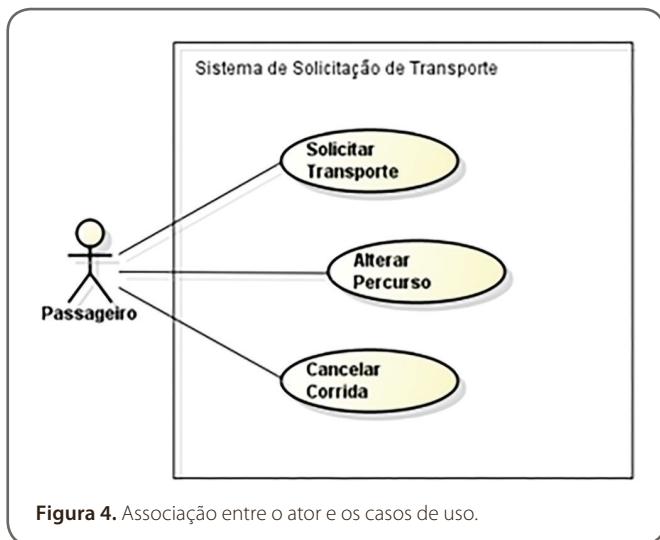 Sistema de Solicitação de Transporte
Solicitar
Transporte
Alterar
Percurso
Passageiro
Cancelar
Corrida
Figura 4. Associação entre o ator e os casos de uso.